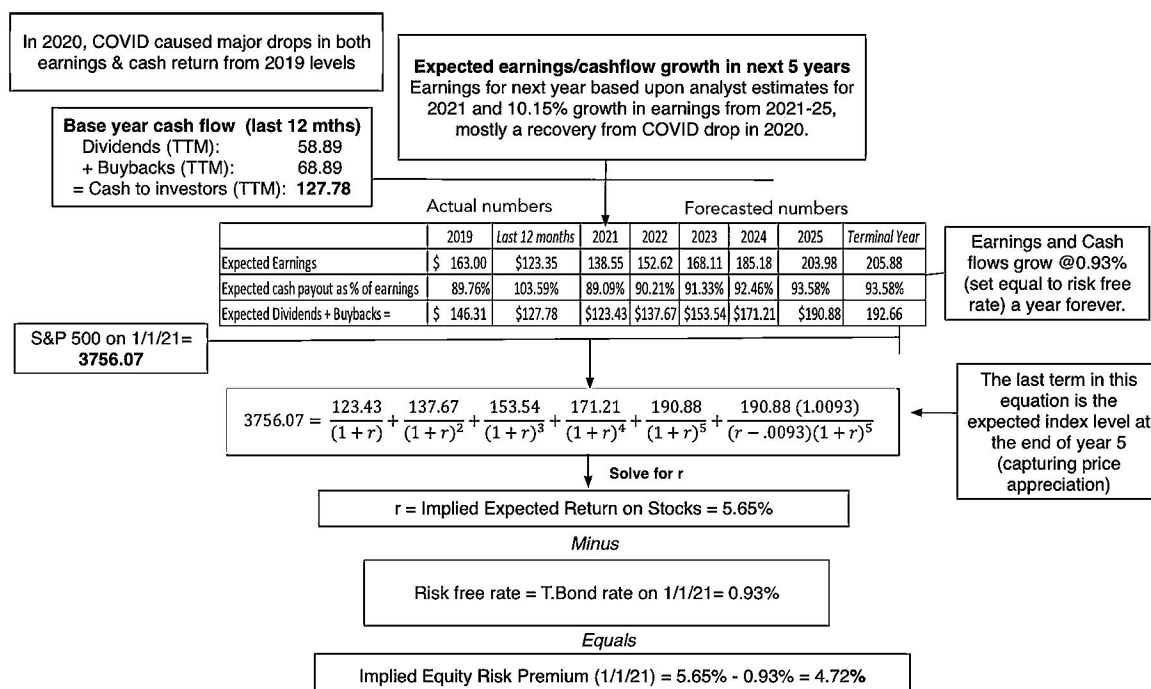 In 2020, COVID caused major drops in both
earnings & cash return from 2019 levels
Expected earnings/cashflow growth in next 5 years
Earnings for next year based upon analyst estimates for
2021 and 10.15% growth in earnings from 2021-25,
mostly a recovery from COVID drop in 2020.
Base year cash flow (last 12 mths)
Dividends (TTM): 58.89
+ Buybacks (TTM): 68.89
= Cash to investors (TTM): 127.78
Actual numbers Forecasted numbers
2019 Last 12 months 2021 2022 2023 2024 2025 Terminal Year
Expected Earnings $ 163.00 $123.35 138.55 152.62 168.11 185.18 203.98 205.88
Expected cash payout as % of earnings 89.76% 103.59% 89.09% 90.21% 91.33% 92.46% 93.58% 93.58%
Expected Dividends + Buybacks = $ 146.31 $127.78 $123.43 $137.67 $153.54 $171.21 $190.88 192.66
Earnings and Cash
flows grow @0.93%
(set equal to risk free
rate) a year forever.
S&P 500 on 1/1/21=
3756.07
3756.07 = 123.43/(1+r) + 137.67/(1+r)^2 + 153.54/(1+r)^3 + 171.21/(1+r)^4 + 190.88/(1+r)^5 + 190.88 (1.0093)/((r-.0093)(1+r)^5)
The last term in this
equation is the
expected index level at
the end of year 5
(capturing price
appreciation)
Solve for r
r = Implied Expected Return on Stocks = 5.65%
Minus
Risk free rate = T.Bond rate on 1/1/21= 0.93%
Equals
Implied Equity Risk Premium (1/1/21) = 5.65% - 0.93% = 4.72%